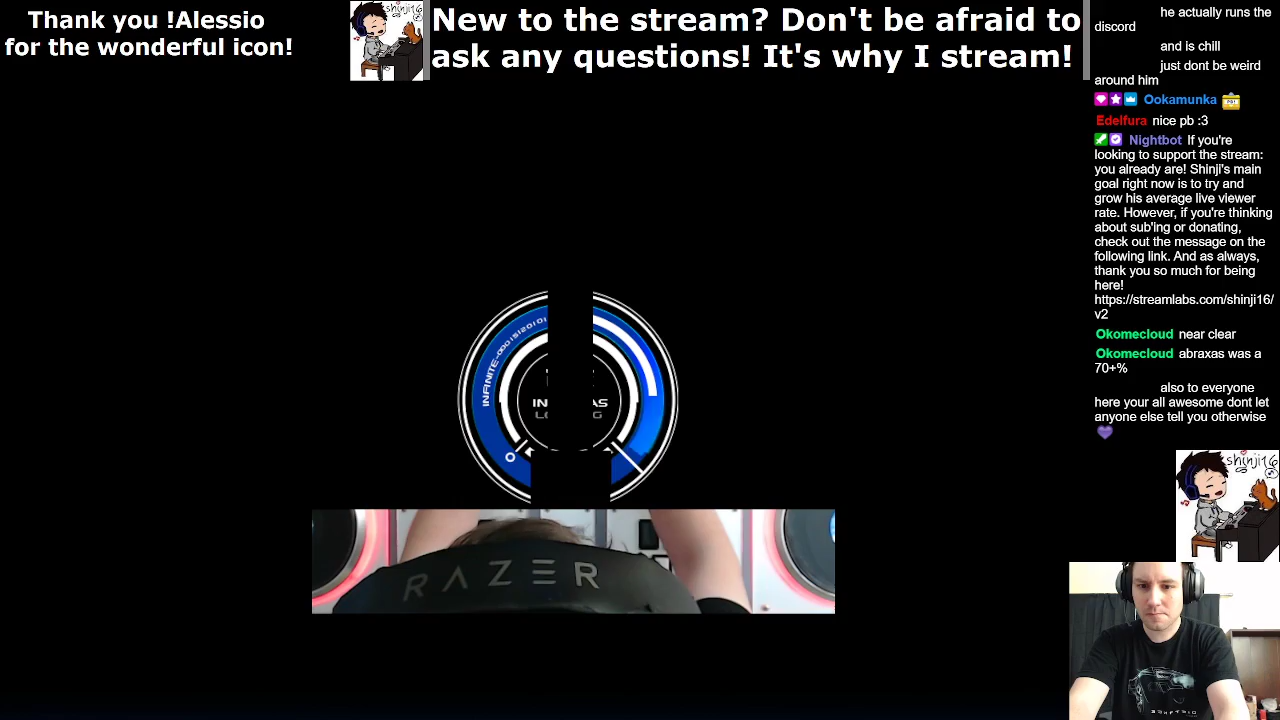 Thank you !Alessio
for the wonderful icon!
New to the stream? Don't be afraid to
ask any questions! It's why I stream!
he actually runs the
discord
and is chill
just dont be weird
around him
Ookamunka
Edelfura nice pb :3
Nightbot If you're
looking to support the stream:
you already are! Shinji's main
goal right now is to try and
grow his average live viewer
rate. However, if you're thinking
about sub'ing or donating,
check out the message on the
following link. And as always,
thank you so much for being
here!
https://streamlabs.com/shinji16/
v2
Okomecloud near clear
Okomecloud abraxas was a
70+%
also to everyone
here your all awesome dont let
anyone else tell you otherwise
shinji16
RAZER